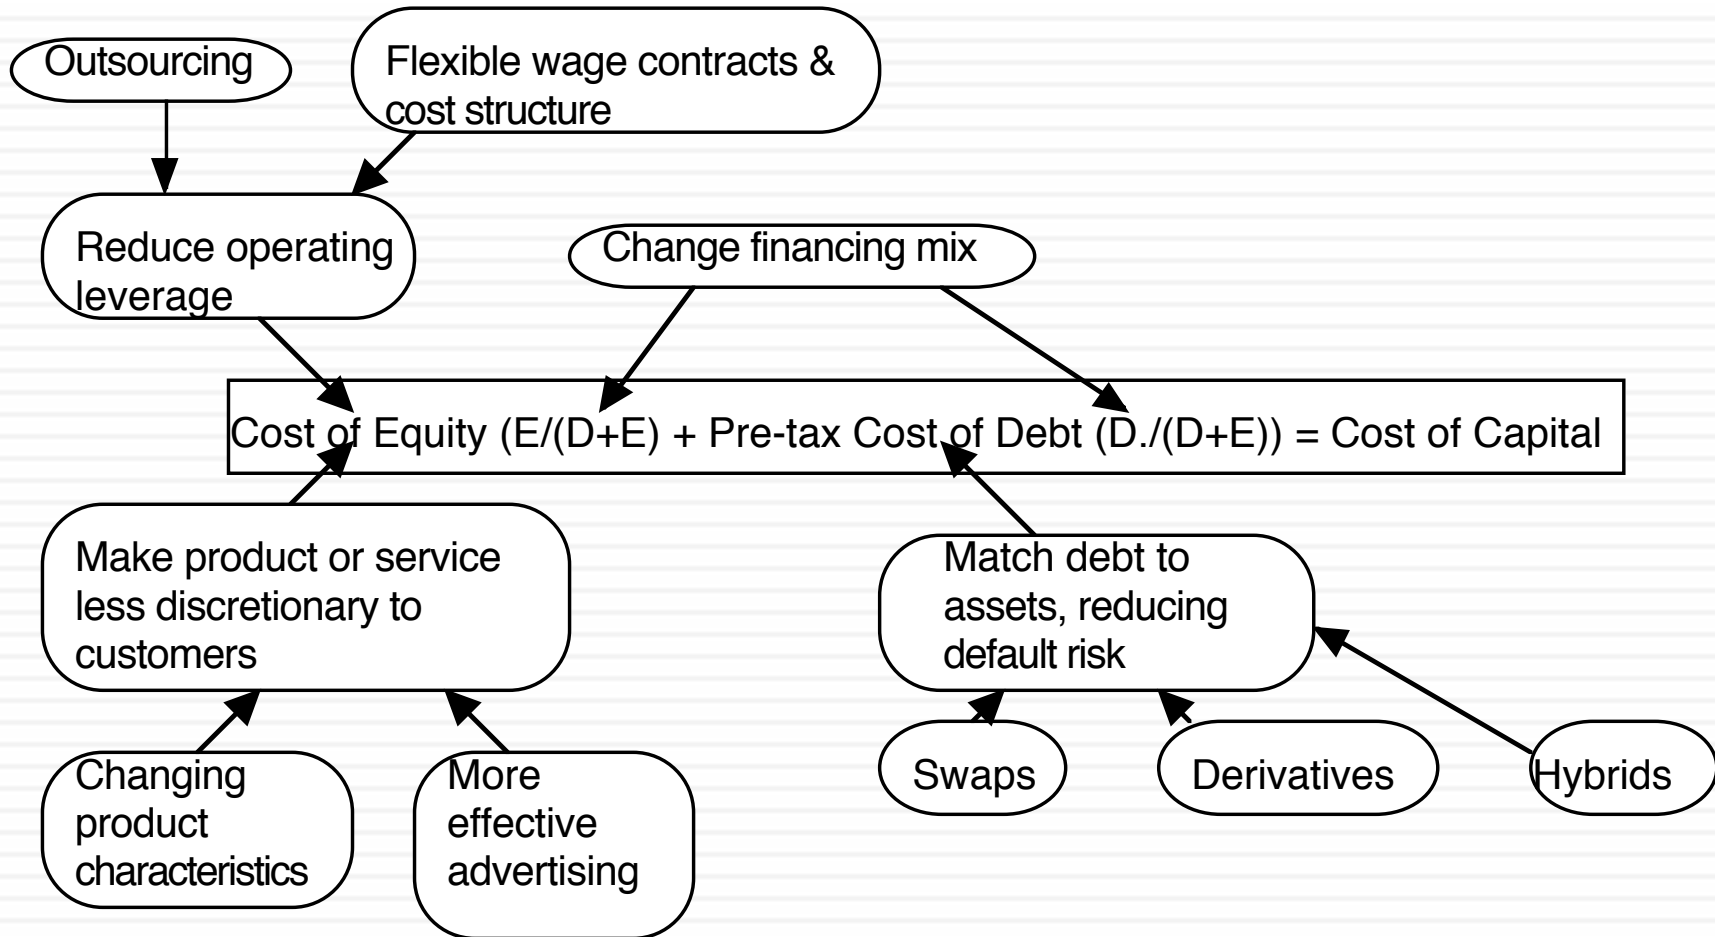 Outsourcing
Flexible wage contracts &
cost structure
Reduce operating
leverage
Change financing mix
Cost of Equity (E/(D+E) + Pre-tax Cost of Debt (D./(D+E)) = Cost of Capital
Make product or service
less discretionary to
customers
Match debt to
assets, reducing
default risk
Changing
product
characteristics
More
effective
advertising
Swaps
Derivatives
Hybrids